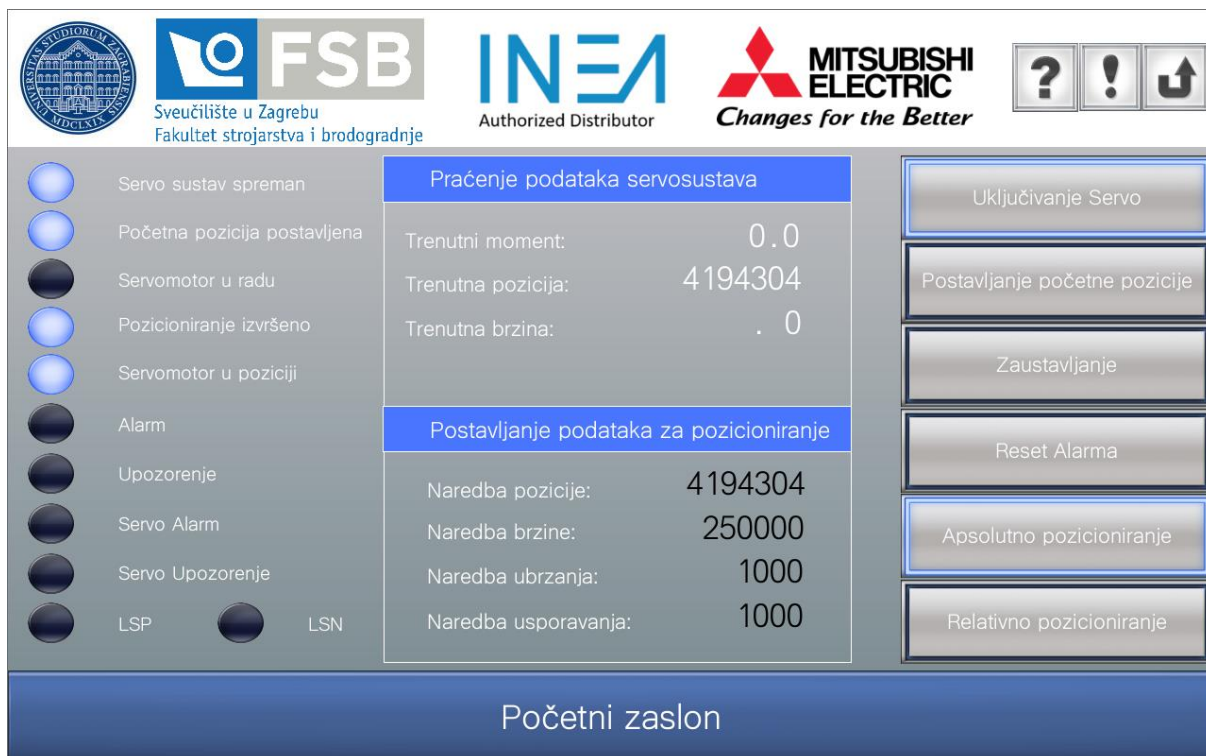 STUDIORUM ZAGRABIENSIS MDCLXIX
FSB
Sveučilište u Zagrebu
Fakultet strojarstva i brodogradnje
INEA
Authorized Distributor
MITSUBISHI
ELECTRIC
Changes for the Better
? !
Servo sustav spreman
Početna pozicija postavljena
Servomotor u radu
Pozicioniranje izvršeno
Servomotor u poziciji
Alarm
Upozorenje
Servo Alarm
Servo Upozorenje
LSP LSN
Praćenje podataka servosustava
Trenutni moment: 0.0
Trenutna pozicija: 4194304
Trenutna brzina: . 0
Postavljanje podataka za pozicioniranje
Naredba pozicije: 4194304
Naredba brzine: 250000
Naredba ubrzanja: 1000
Naredba usporavanja: 1000
Uključivanje Servo
Postavljanje početne pozicije
Zaustavljanje
Reset Alarma
Apsolutno pozicioniranje
Relativno pozicioniranje
Početni zaslon